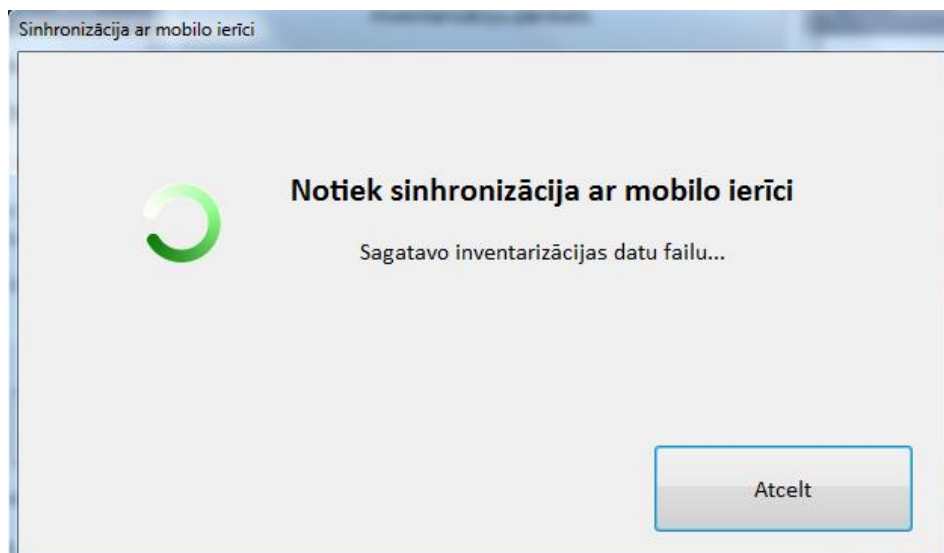 Sinhronizācija ar mobilo ierīci
Notiek sinhronizācija ar mobilo ierīci
Sagatavo inventarizācijas datu failu...
Atcelt